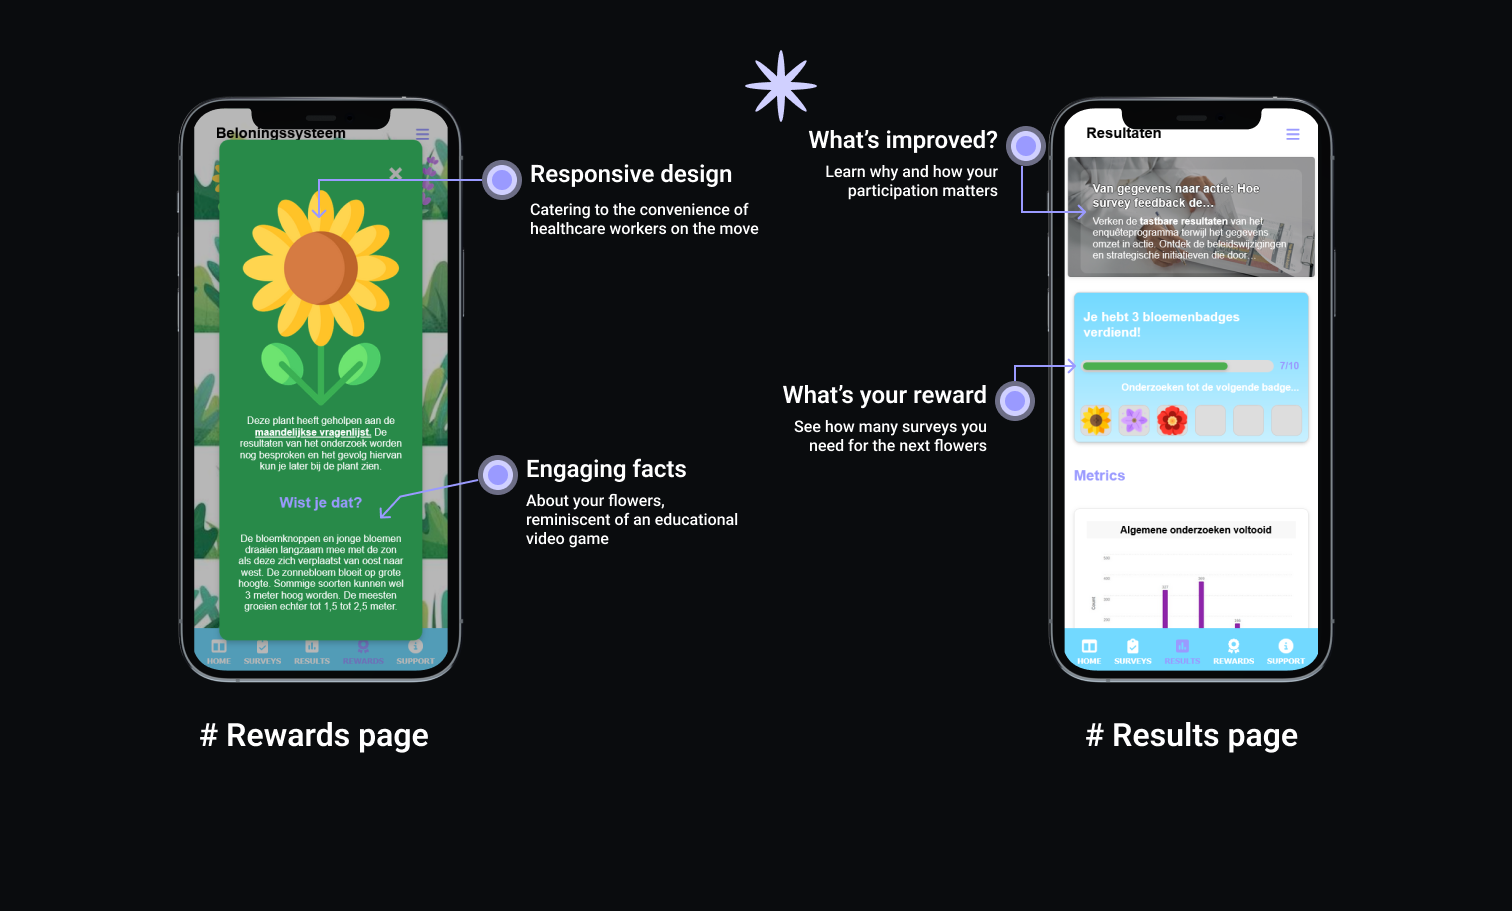 Beloningssysteem
Deze plant heeft geholpen aan de
maandelijkse vragenlijst. De
resultaten van het onderzoek worden
nog besproken en het gevolg hiervan
kun je later bij de plant zien.
Wist je dat?
De bloemknoppen en jonge bloemen
draaien langzaam mee met de zon
als deze zich verplaatst van oost naar
west. De zonnebloem bloeit op grote
hoogte. Sommige soorten kunnen wel
3 meter hoog worden. De meesten
groeien echter tot 1,5 tot 2,5 meter.
HOME SURVEYS RESULTS REWARDS SUPPORT
# Rewards page
Responsive design
Catering to the convenience of
healthcare workers on the move
Engaging facts
About your flowers,
reminiscent of an educational
video game
What’s improved?
Learn why and how your
participation matters
What’s your reward
See how many surveys you
need for the next flowers
Resultaten
Van gegevens naar actie: Hoe
survey feedback de...
Verken de tastbare resultaten van het
enquêteprogramma terwijl het gegevens
omzet in actie. Ontdek de beleidswijzigingen
en strategische initiatieven die door...
Je hebt 3 bloemenbadges
verdiend!
7/10
Onderzoeken tot de volgende badge...
Metrics
Algemene onderzoeken voltooid
500
400
300
200
Count
HOME SURVEYS RESULTS REWARDS SUPPORT
# Results page